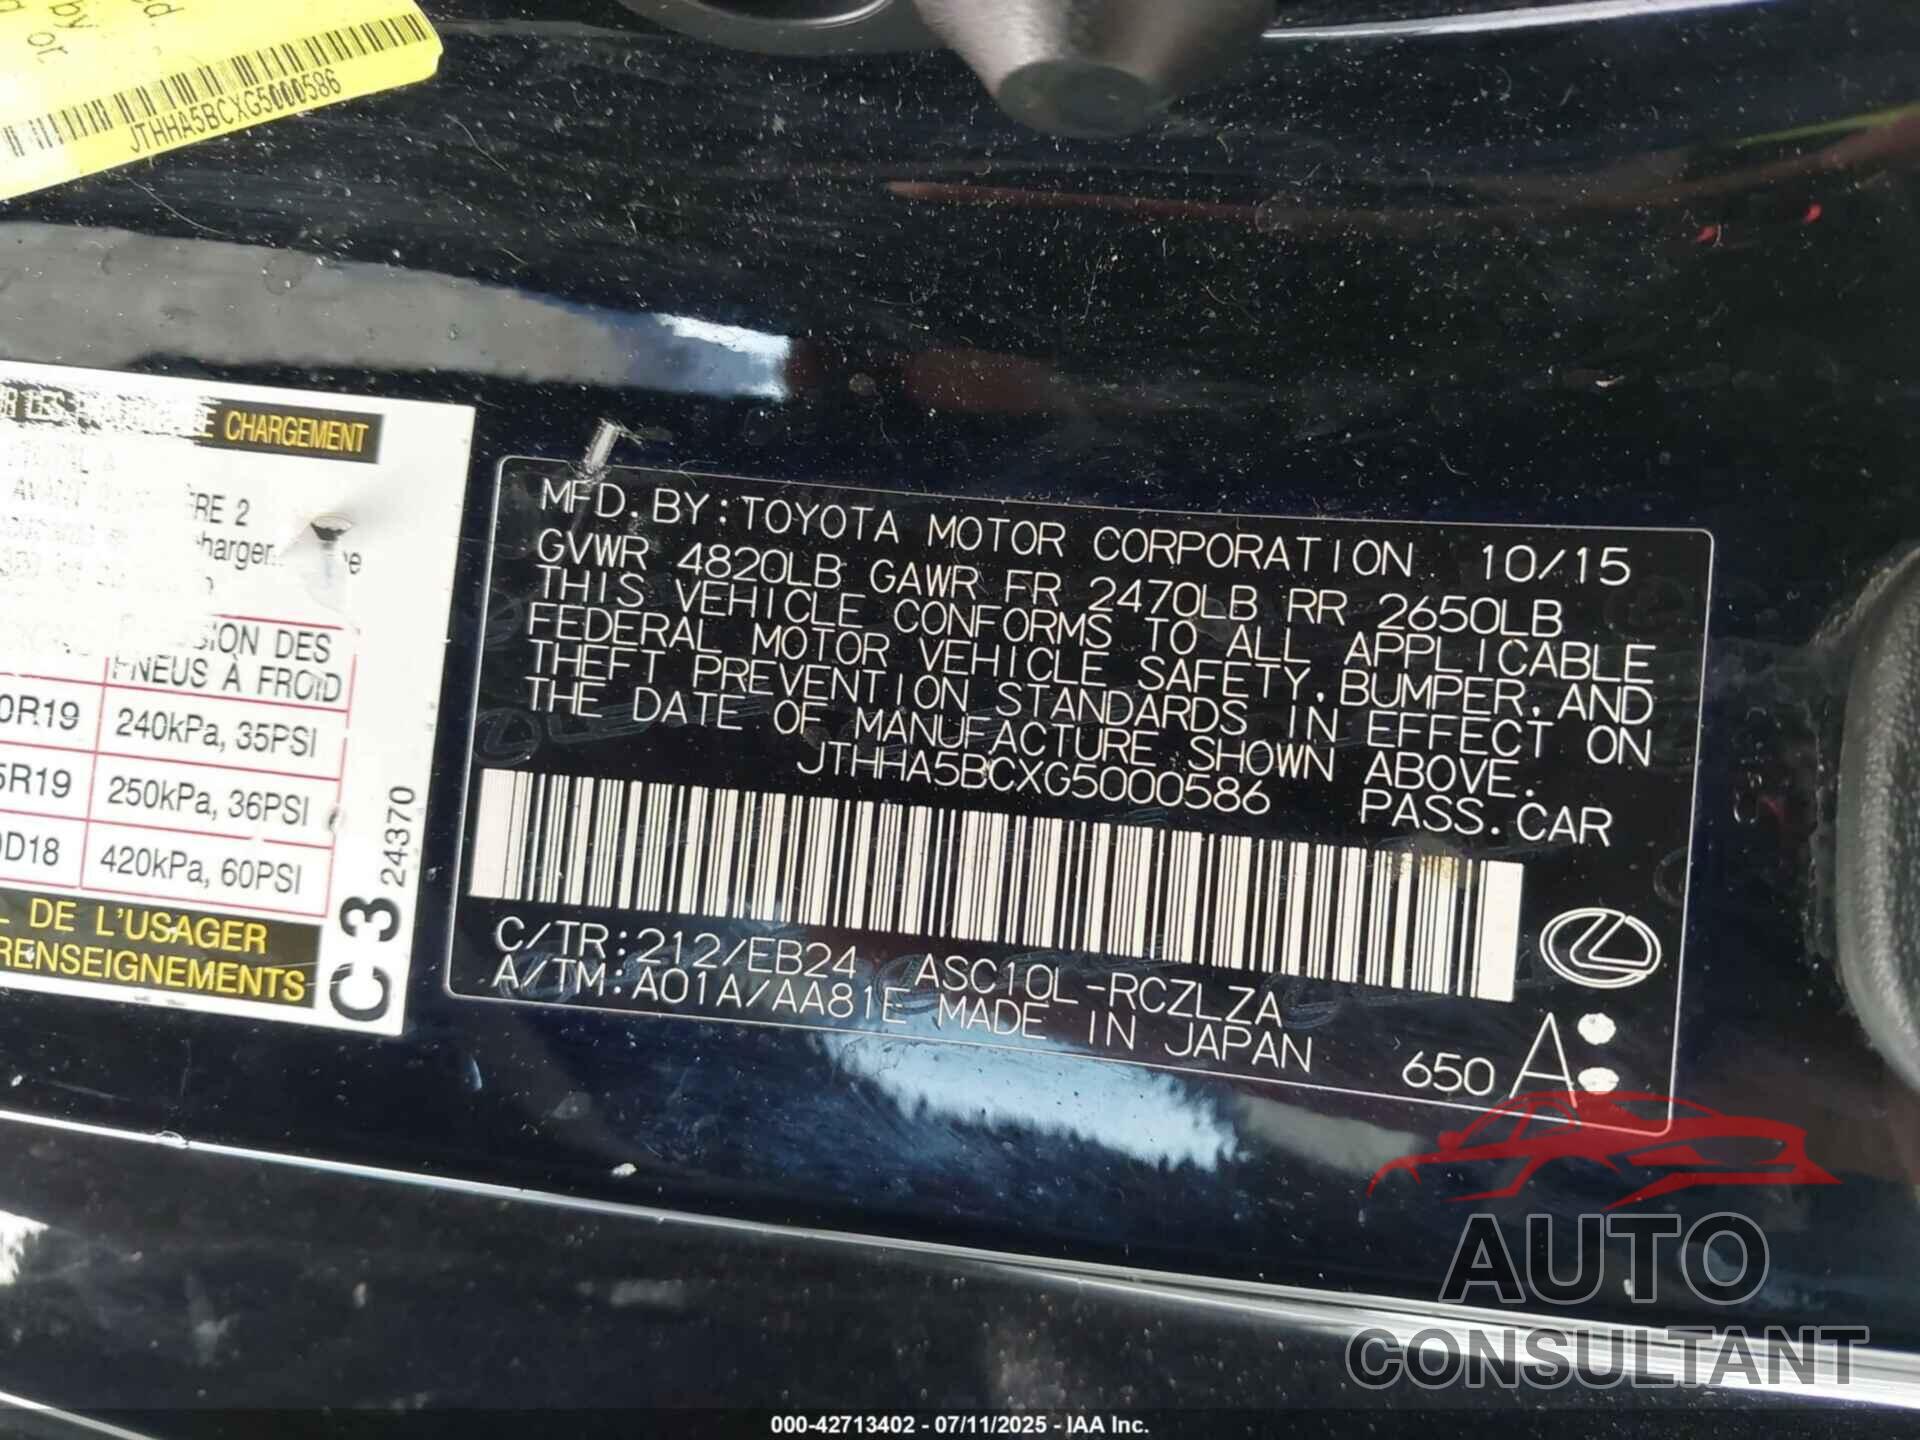 by
or
JTHHA5BCXG5000586
E CHARGEMENT
ÈRE 2
240kPa, 35PSI
250kPa, 36PSI
420kPa, 60PSI
SION DES
PNEUS À FROID
0R19
5R19
D18
DE L'USAGER
RENSEIGNEMENTS
C3
24370
MFD. BY: TOYOTA MOTOR CORPORATION 10/15
GVWR 4820LB GAWR FR 2470LB RR 2650LB
THIS VEHICLE CONFORMS TO ALL APPLICABLE
FEDERAL MOTOR VEHICLE SAFETY, BUMPER, AND
THEFT PREVENTION STANDARDS IN EFFECT ON
THE DATE OF MANUFACTURE SHOWN ABOVE.
JTHHA5BCXG5000586 PASS. CAR
C/TR: 212/EB24 ASC10L-RCZLZA
A/TM: A01A/AA81E MADE IN JAPAN
650 A:
AUTO
CONSULTANT
000-42713402 - 07/11/2025 - IAA Inc.